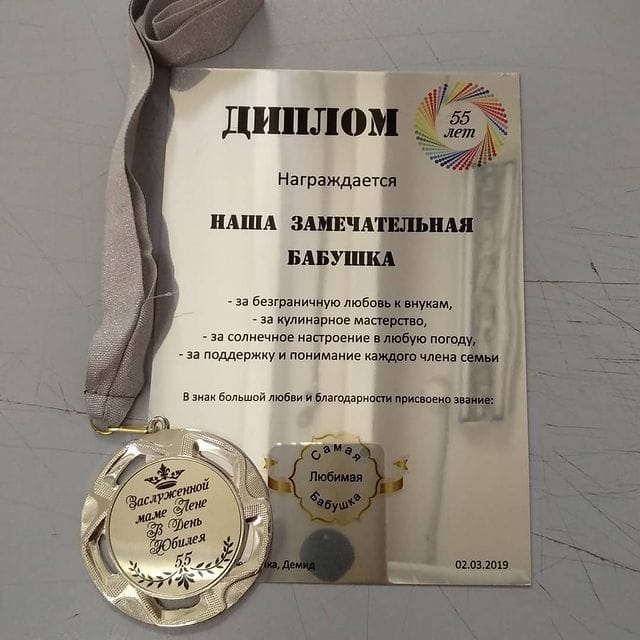 ДИПЛОМ
55
лет
Награждается
НАША ЗАМЕЧАТЕЛЬНАЯ
БАБУШКА
- за безграничную любовь к внукам,
- за кулинарное мастерство,
- за солнечное настроение в любую погоду,
- за поддержку и понимание каждого члена семьи
В знак большой любви и благодарности присвоено звание:
Самая
Любимая
Бабушка
Демид
02.03.2019
Заслуженной
маме Лене
В День
Юбилея
55